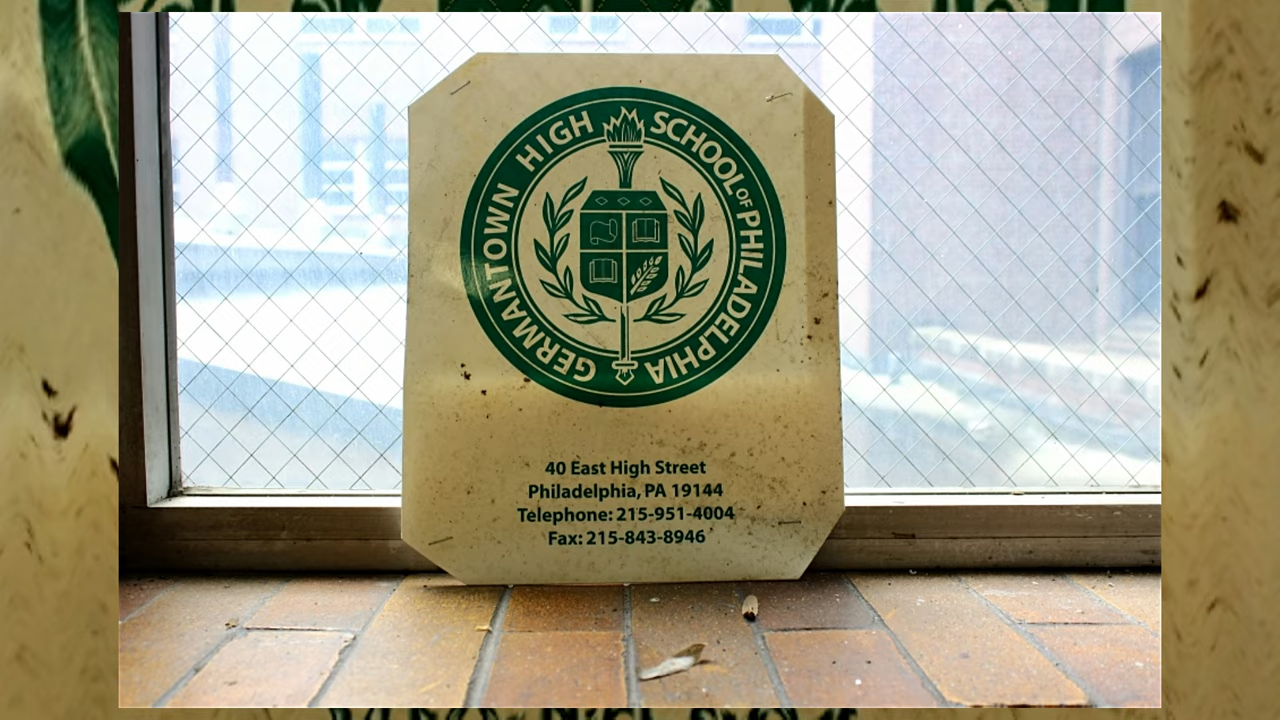 GERMANTOWN HIGH SCHOOL OF PHILADELPHIA
40 East High Street
Philadelphia, PA 19144
Telephone: 215-951-4004
Fax: 215-843-8946